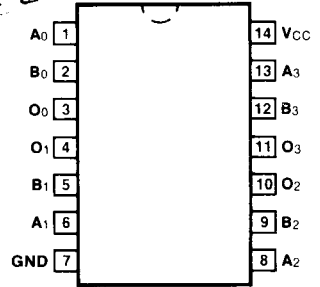 A0 1 14 VCC
B0 2 13 A3
O0 3 12 B3
O1 4 11 O3
B1 5 10 O2
A1 6 9 B2
GND 7 8 A2